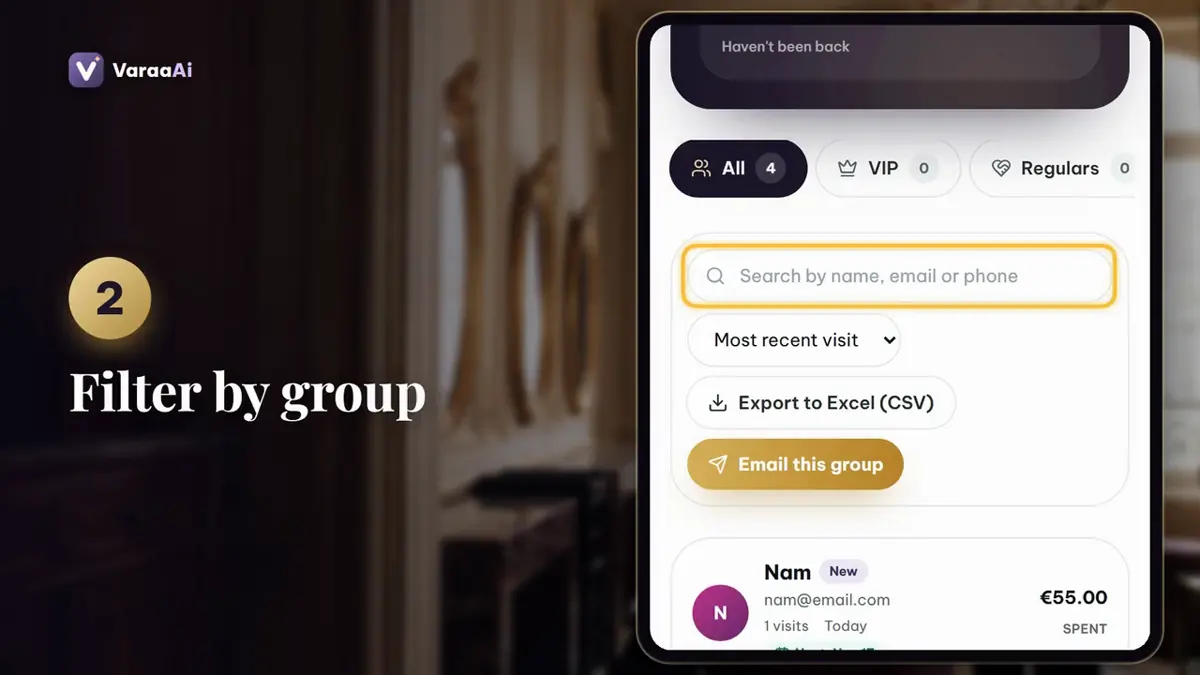 VaraaAi
2
Filter by group
Haven't been back
All 4
VIP 0
Regulars 0
Search by name, email or phone
Most recent visit
Export to Excel (CSV)
Email this group
N
Nam New
nam@email.com
1 visits Today
€55.00
SPENT